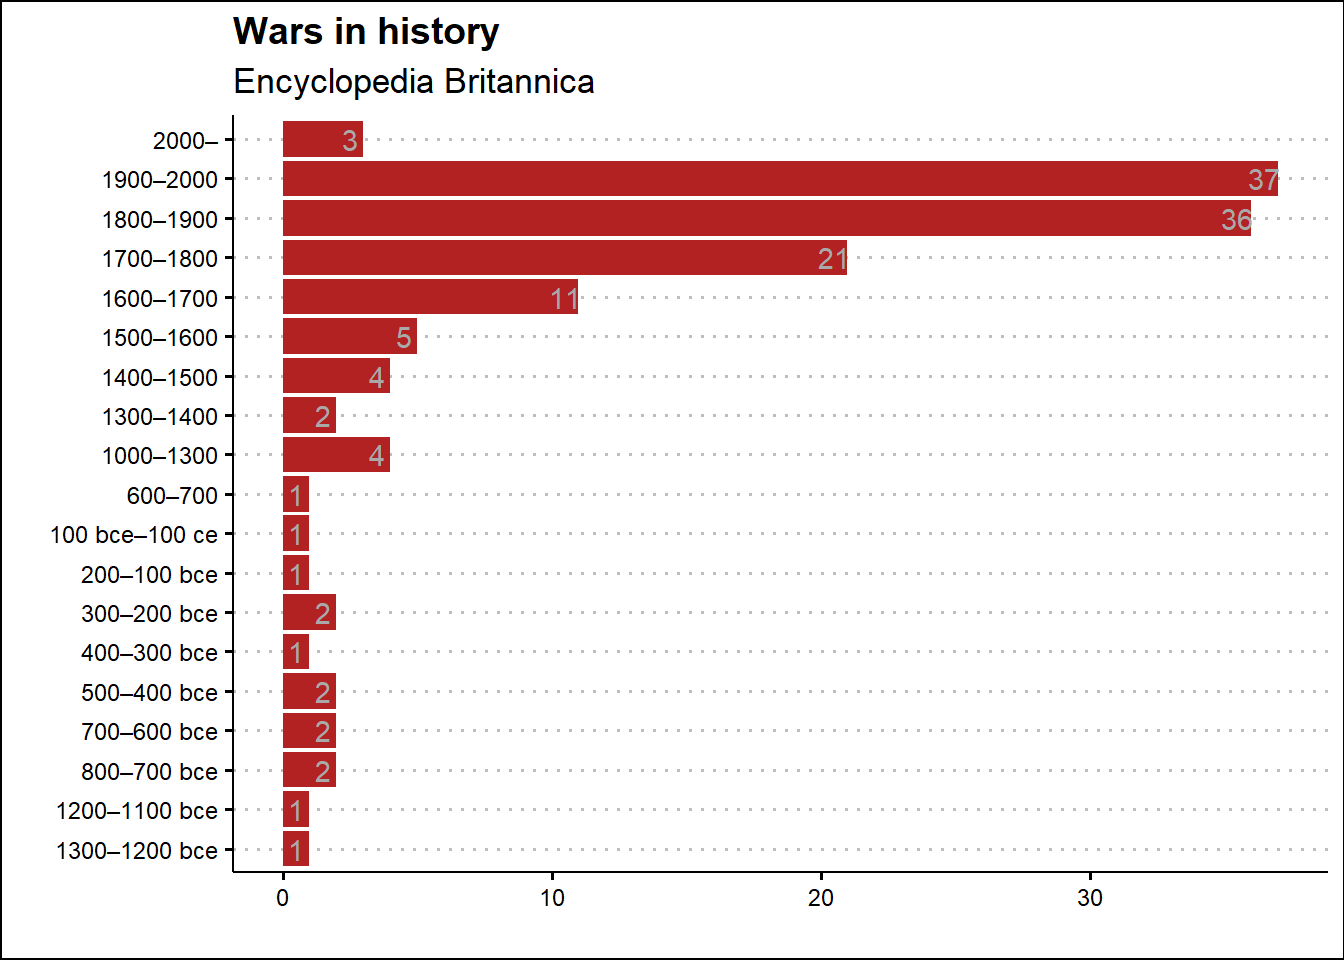 Wars in history
Encyclopedia Britannica
2000– 3
1900–2000 37
1800–1900 36
1700–1800 21
1600–1700 11
1500–1600 5
1400–1500 4
1300–1400 2
1000–1300 4
600–700 1
100 bce–100 ce 1
200–100 bce 1
300–200 bce 2
400–300 bce 1
500–400 bce 2
700–600 bce 2
800–700 bce 2
1200–1100 bce 1
1300–1200 bce 1
0 10 20 30